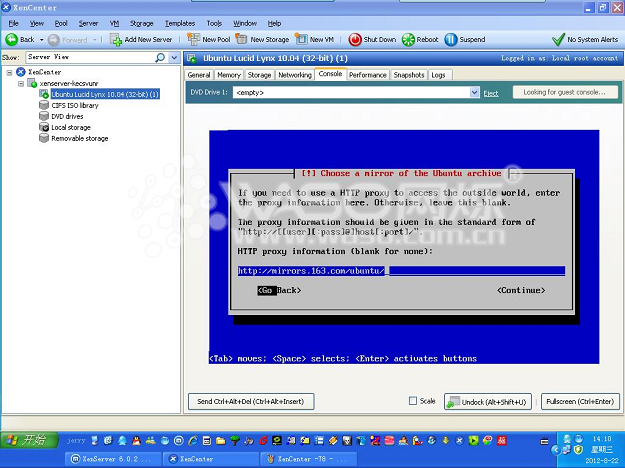 XenCenter
File View Pool Server VM Storage Templates Tools Window Help
Back Forward Add New Server New Pool New Storage New VM Shut Down Reboot Suspend No System Alerts
Show: Server View
Ubuntu Lucid Lynx 10.04 (32-bit) (1)
Logged in as: Local root account
XenCenter
xenserver-kecsvunr
Ubuntu Lucid Lynx 10.04 (32-bit) (1)
CIFS ISO library
DVD drives
Local storage
Removable storage
General Memory Storage Networking Console Performance Snapshots Logs
DVD Drive 1: <empty> Eject Looking for guest console...
[!] Choose a mirror of the Ubuntu archive
If you need to use a HTTP proxy to access the outside world, enter
the proxy information here. Otherwise, leave this blank.
The proxy information should be given in the standard form of
"http://[[user][:pass]@]host[:port]/".
HTTP proxy information (blank for none):
http://mirrors.163.com/ubuntu/
<Go Back> <Continue>
<Tab> moves; <Space> selects; <Enter> activates buttons
www.waso.com.cn
Send Ctrl+Alt+Del (Ctrl+Alt+Insert)
Scale Undock (Alt+Shift+U) Fullscreen (Ctrl+Enter)
开始 jerry
14:10
星期三
2012-8-22
XenServer 6.0.2 ... XenCenter XenCenter -T8 - ...